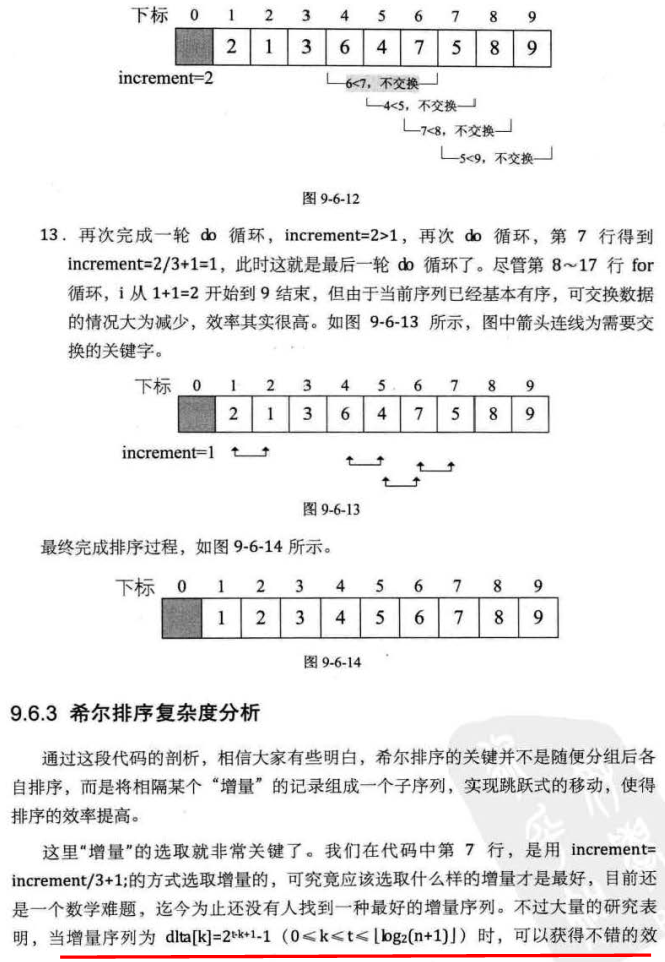 下标 0 1 2 3 4 5 6 7 8 9
2 1 3 6 4 7 5 8 9
increment=2
6<7，不交换
4<5，不交换
7<8，不交换
5<9，不交换
图 9-6-12
13．再次完成一轮 do 循环，increment=2>1，再次 do 循环，第 7 行得到
increment=2/3+1=1，此时这就是最后一轮 do 循环了。尽管第 8～17 行 for
循环，i 从 1+1=2 开始到 9 结束，但由于当前序列已经基本有序，可交换数据
的情况大为减少，效率其实很高。如图 9-6-13 所示，图中箭头连线为需要交
换的关键字。
下标 0 1 2 3 4 5 6 7 8 9
2 1 3 6 4 7 5 8 9
increment=1
图 9-6-13
最终完成排序过程，如图 9-6-14 所示。
下标 0 1 2 3 4 5 6 7 8 9
1 2 3 4 5 6 7 8 9
图 9-6-14
9.6.3 希尔排序复杂度分析
通过这段代码的剖析，相信大家有些明白，希尔排序的关键并不是随便分组后各
自排序，而是将相隔某个“增量”的记录组成一个子序列，实现跳跃式的移动，使得
排序的效率提高。
这里“增量”的选取就非常关键了。我们在代码中第 7 行，是用 increment=
increment/3+1;的方式选取增量的，可究竟应该选取什么样的增量才是最好，目前还
是一个数学难题，迄今为止还没有人找到一种最好的增量序列。不过大量的研究表
明，当增量序列为 dlta[k]=2^{t-k+1}-1（0≤k≤t≤⌊log₂(n+1)⌋）时，可以获得不错的效